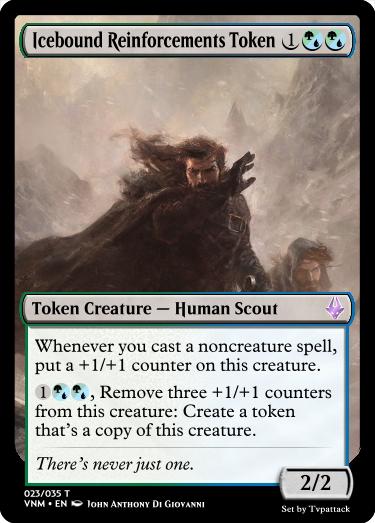 Icebound Reinforcements Token 1
Token Creature — Human Scout
Whenever you cast a noncreature spell,
put a +1/+1 counter on this creature.
1, Remove three +1/+1 counters
from this creature: Create a token
that's a copy of this creature.
There's never just one.
2/2
023/035 T
VNM • EN John Anthony Di Giovanni
Set by Tvpattack